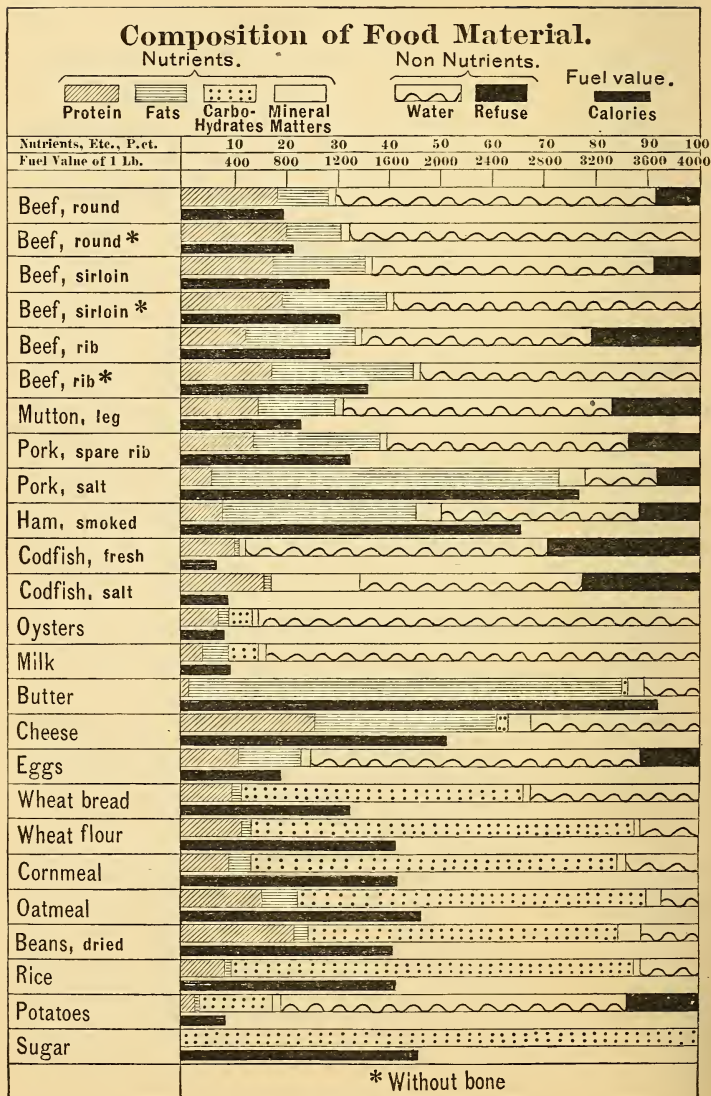 Composition of Food Material.
Nutrients. Non Nutrients.
Fuel value.
Protein Fats Carbo-Hydrates Mineral Matters Water Refuse Calories
Nutrients, Etc., P.ct. 10 20 30 40 50 60 70 80 90 100
Fuel Value of 1 Lb. 400 800 1200 1600 2000 2400 2800 3200 3600 4000
Beef, round
Beef, round *
Beef, sirloin
Beef, sirloin *
Beef, rib
Beef, rib *
Mutton, leg
Pork, spare rib
Pork, salt
Ham, smoked
Codfish, fresh
Codfish, salt
Oysters
Milk
Butter
Cheese
Eggs
Wheat bread
Wheat flour
Cornmeal
Oatmeal
Beans, dried
Rice
Potatoes
Sugar
* Without bone